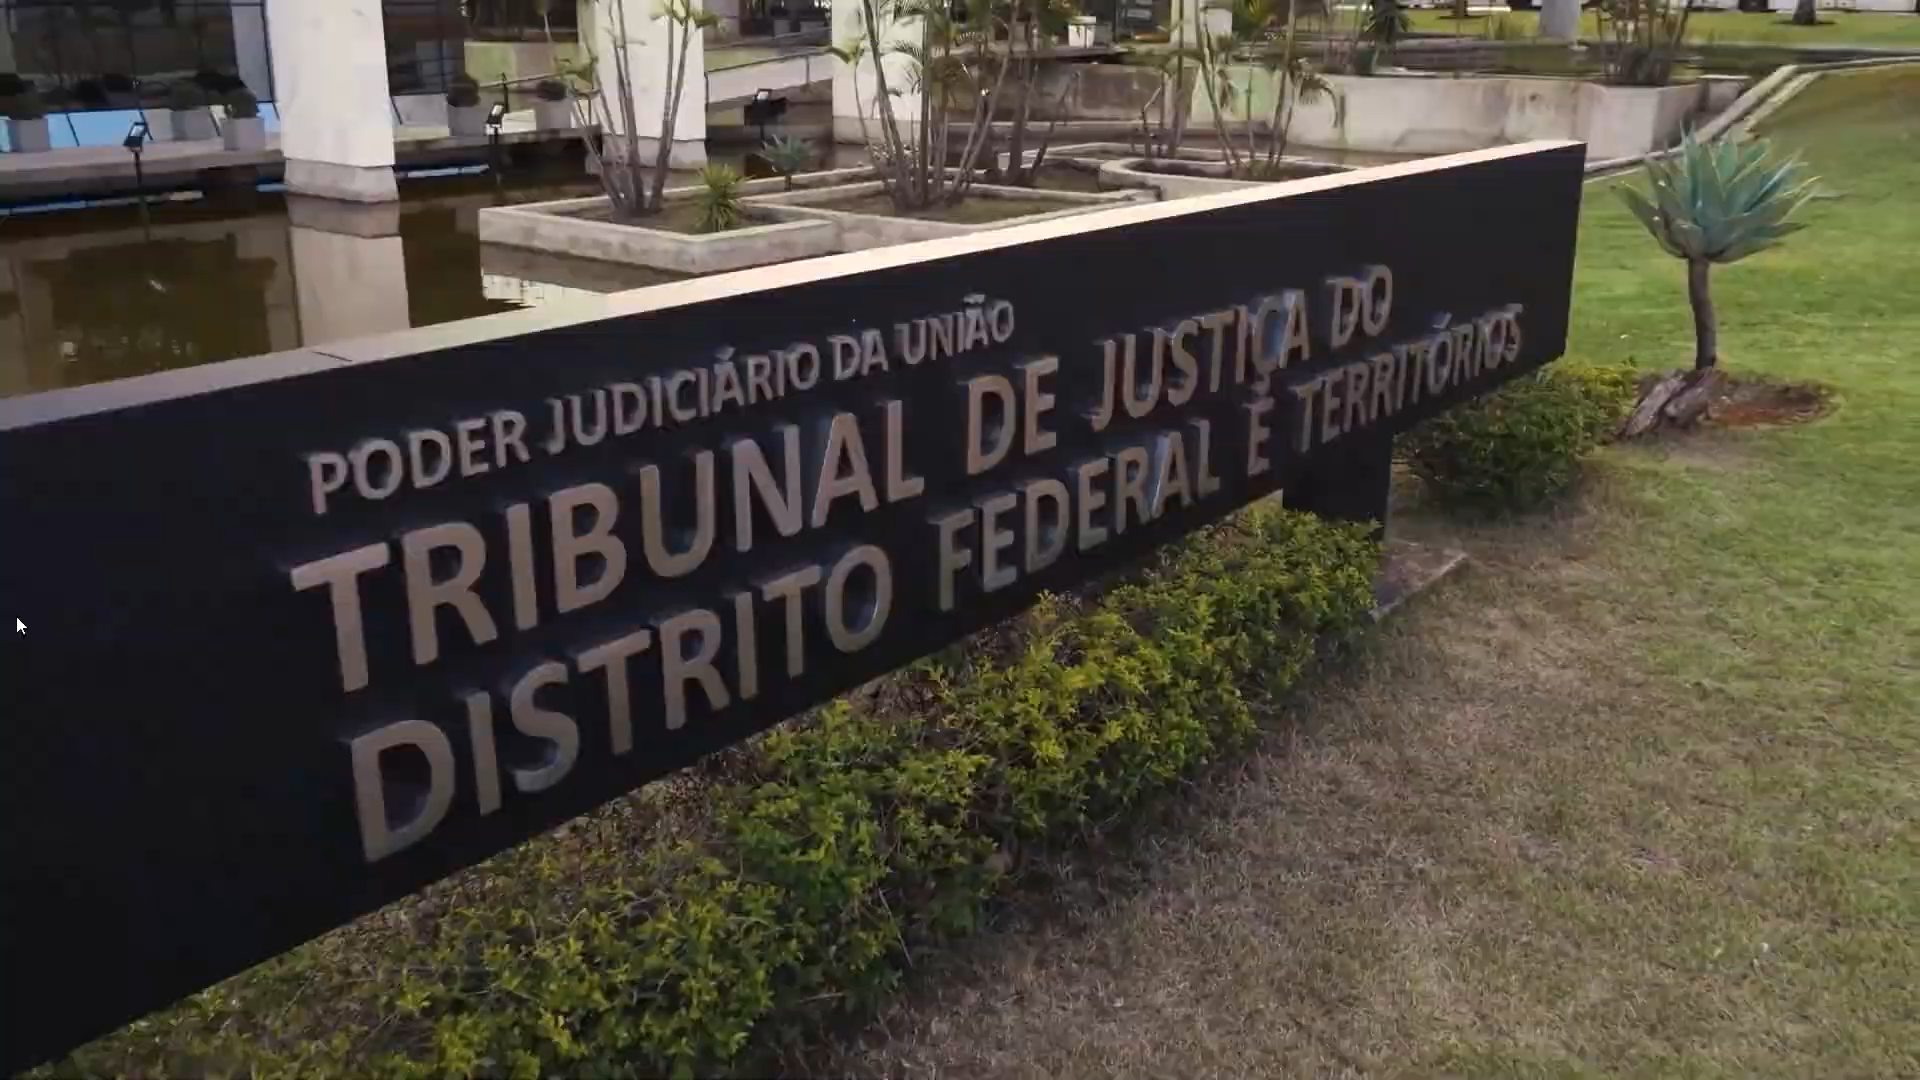 PODER JUDICIÁRIO DA UNIÃO
TRIBUNAL DE JUSTIÇA DO
DISTRITO FEDERAL E TERRITÓRIOS